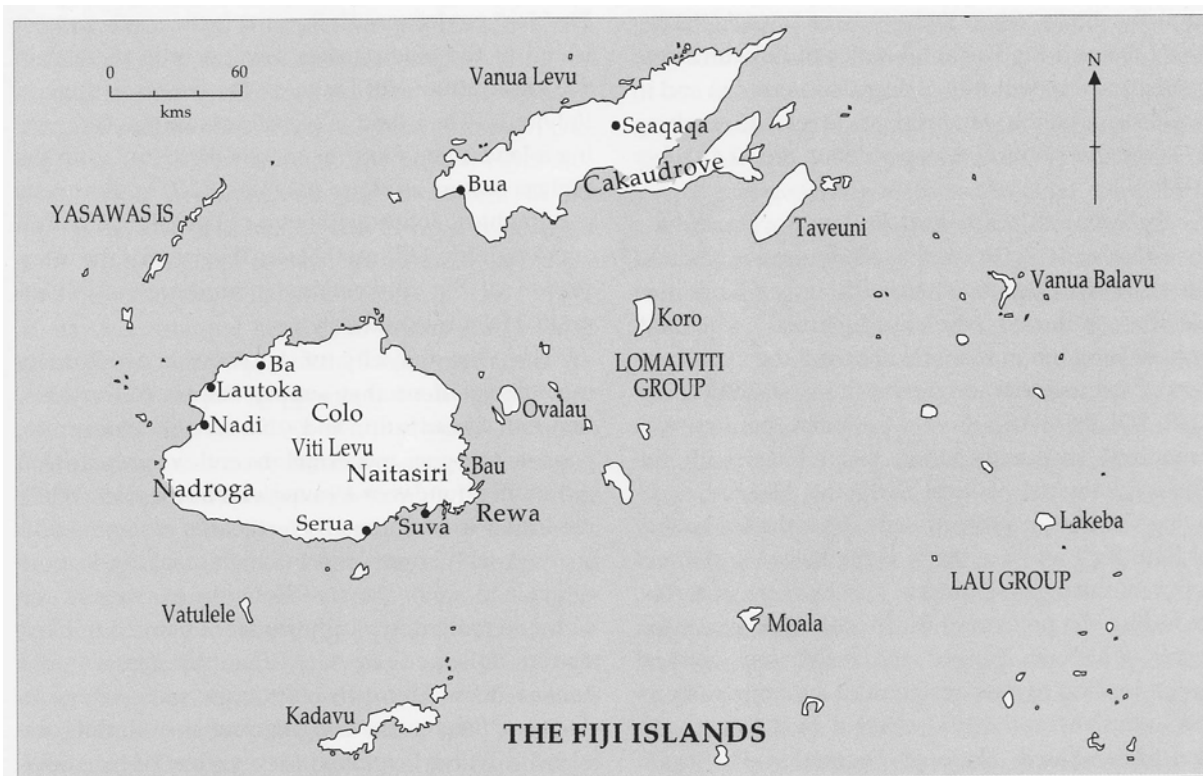 0 60
kms
N
Vanua Levu
Seaqaqa
Cakaudrove
Bua
YASAWAS IS
Taveuni
Vanua Balavu
Koro
LOMAIVITI
GROUP
Ba
Lautoka
Colo
Ovalau
Nadi
Viti Levu
Bau
Naitasiri
Nadroga
Rewa
Serua
Suva
Lakeba
LAU GROUP
Vatulele
Moala
Kadavu
THE FIJI ISLANDS